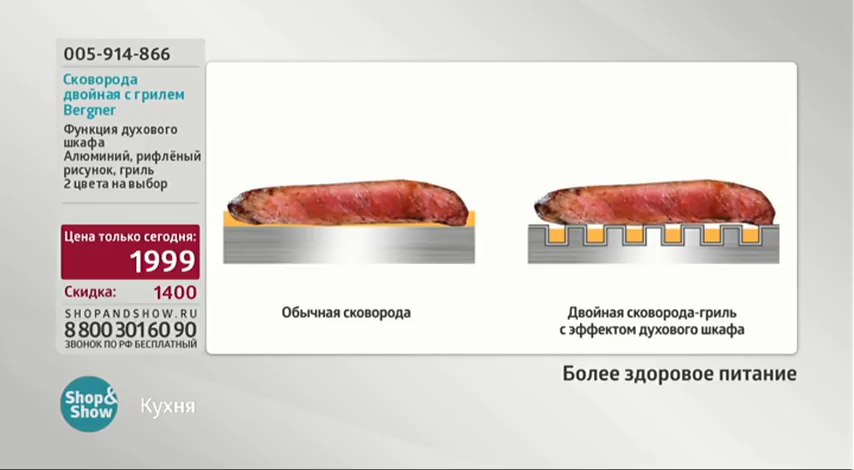 005-914-866
Сковорода
двойная с грилем
Bergner
Функция духового
шкафа
Алюминий, рифлёный
рисунок, гриль
2 цвета на выбор
Цена только сегодня:
1999
Скидка: 1400
SHOPANDSHOW.RU
8 800 301 60 90
ЗВОНОК ПО РФ БЕСПЛАТНЫЙ
Обычная сковорода
Двойная сковорода-гриль
с эффектом духового шкафа
Более здоровое питание
Shop&
Show
Кухня